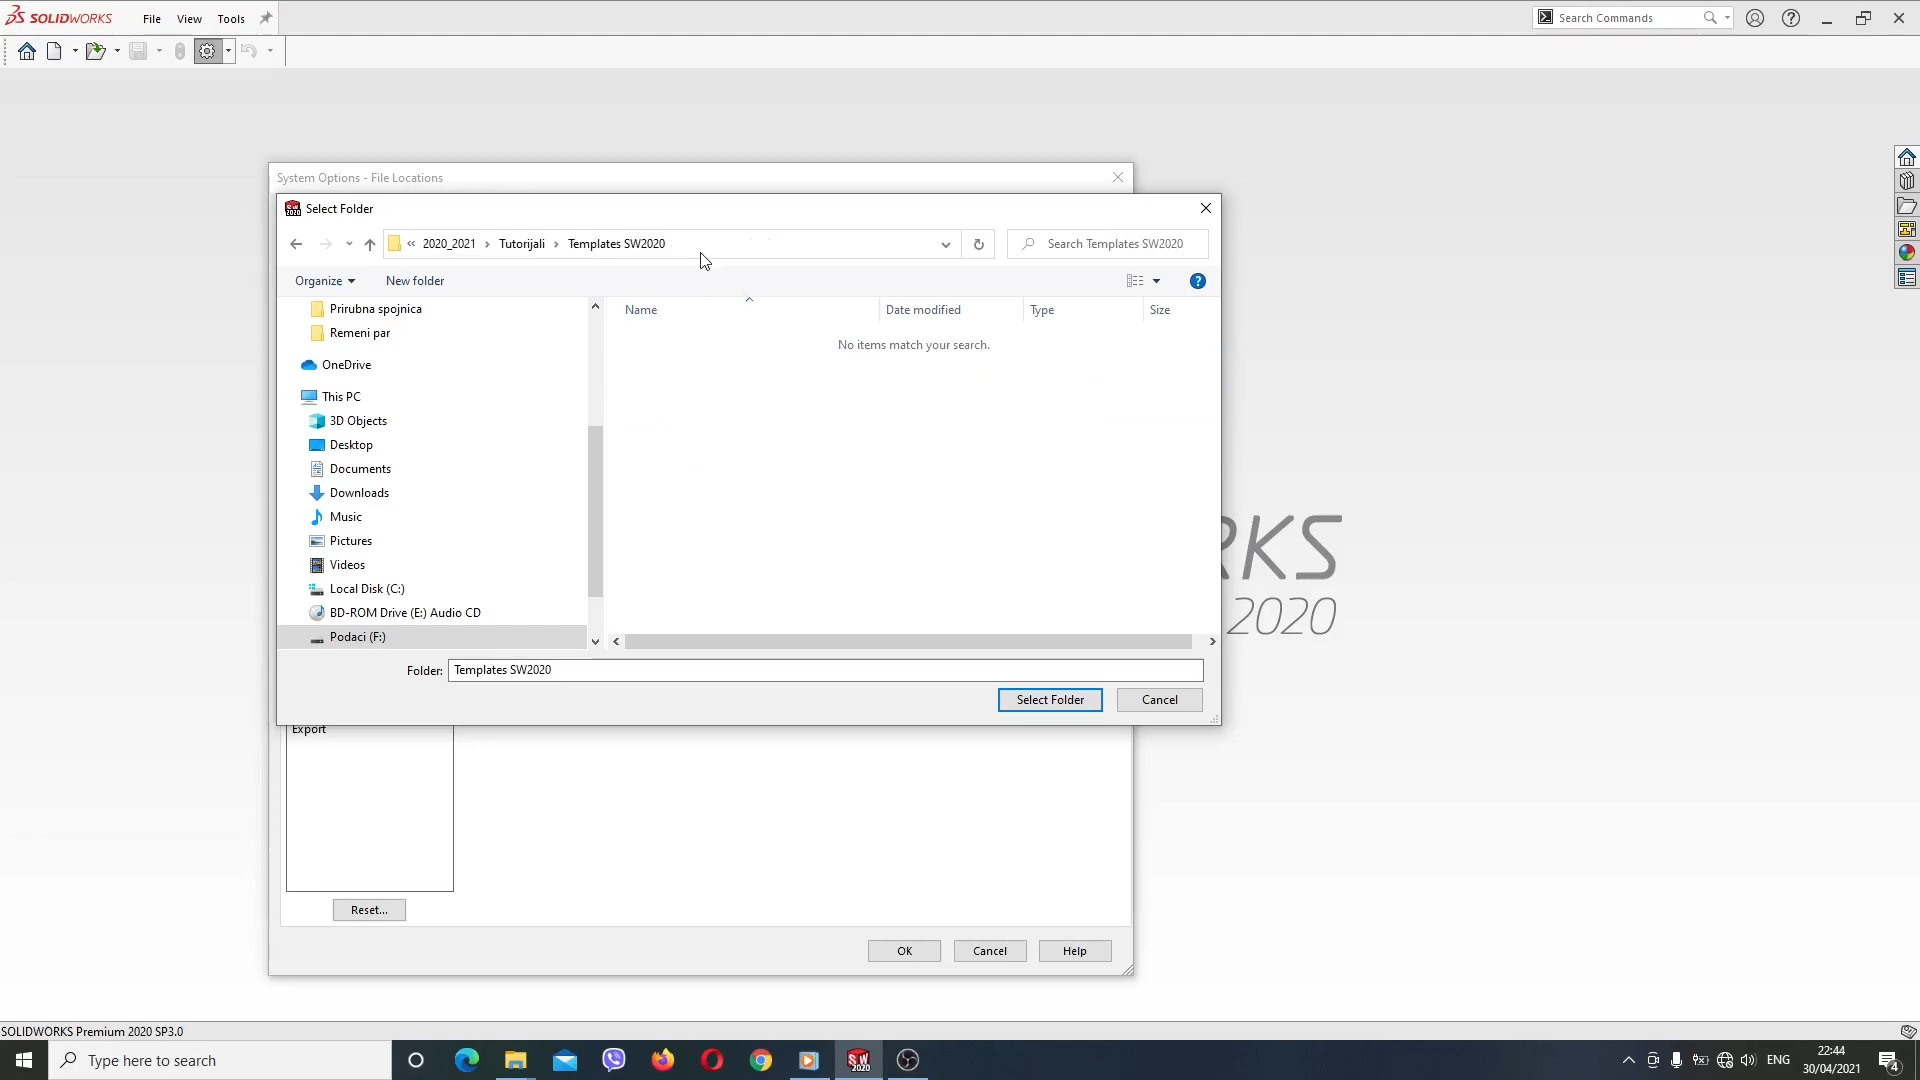 SOLIDWORKS File View Tools Search Commands
System Options - File Locations
Select Folder
« 2020_2021 > Tutorijali > Templates SW2020 Search Templates SW2020
Organize New folder
Name Date modified Type Size
No items match your search.
Prirubna spojnica
Remeni par
OneDrive
This PC
3D Objects
Desktop
Documents
Downloads
Music
Pictures
Videos
Local Disk (C:)
BD-ROM Drive (E:) Audio CD
Podaci (F:)
RKS
2020
Folder: Templates SW2020
Select Folder Cancel
Export
Reset...
OK Cancel Help
SOLIDWORKS Premium 2020 SP3.0
Type here to search
SW 2020
ENG
22:44
30/04/2021
4